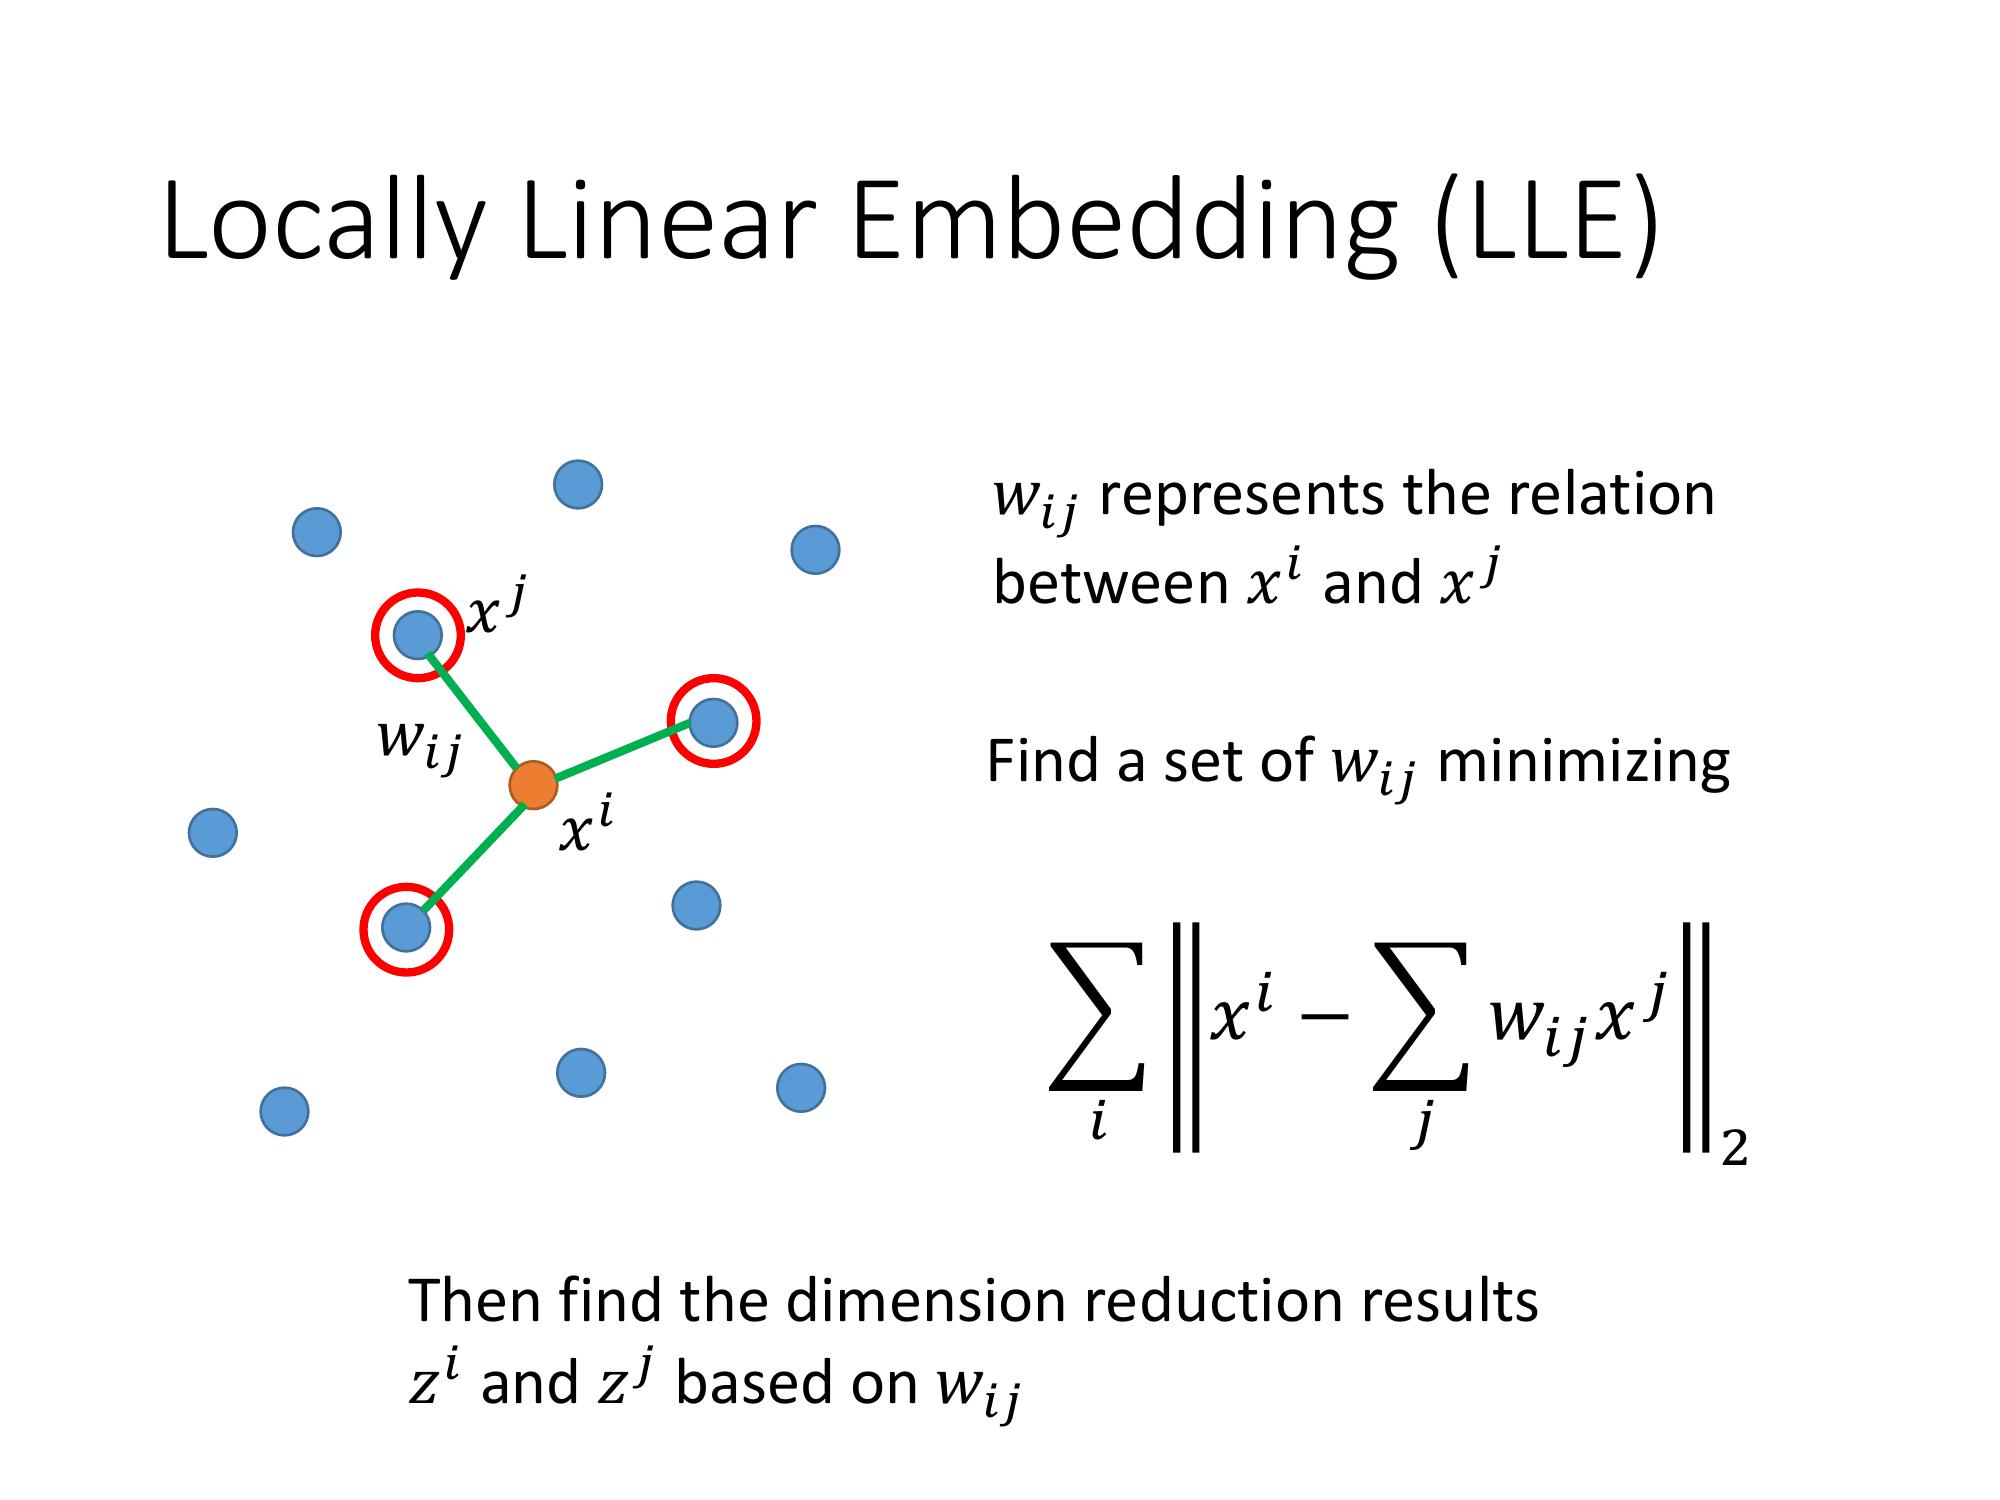 Locally Linear Embedding (LLE)
x^j
w_{ij}
x^i
w_{ij} represents the relation
between x^i and x^j
Find a set of w_{ij} minimizing
\sum_i \left\| x^i - \sum_j w_{ij} x^j \right\|_2
Then find the dimension reduction results
z^i and z^j based on w_{ij}